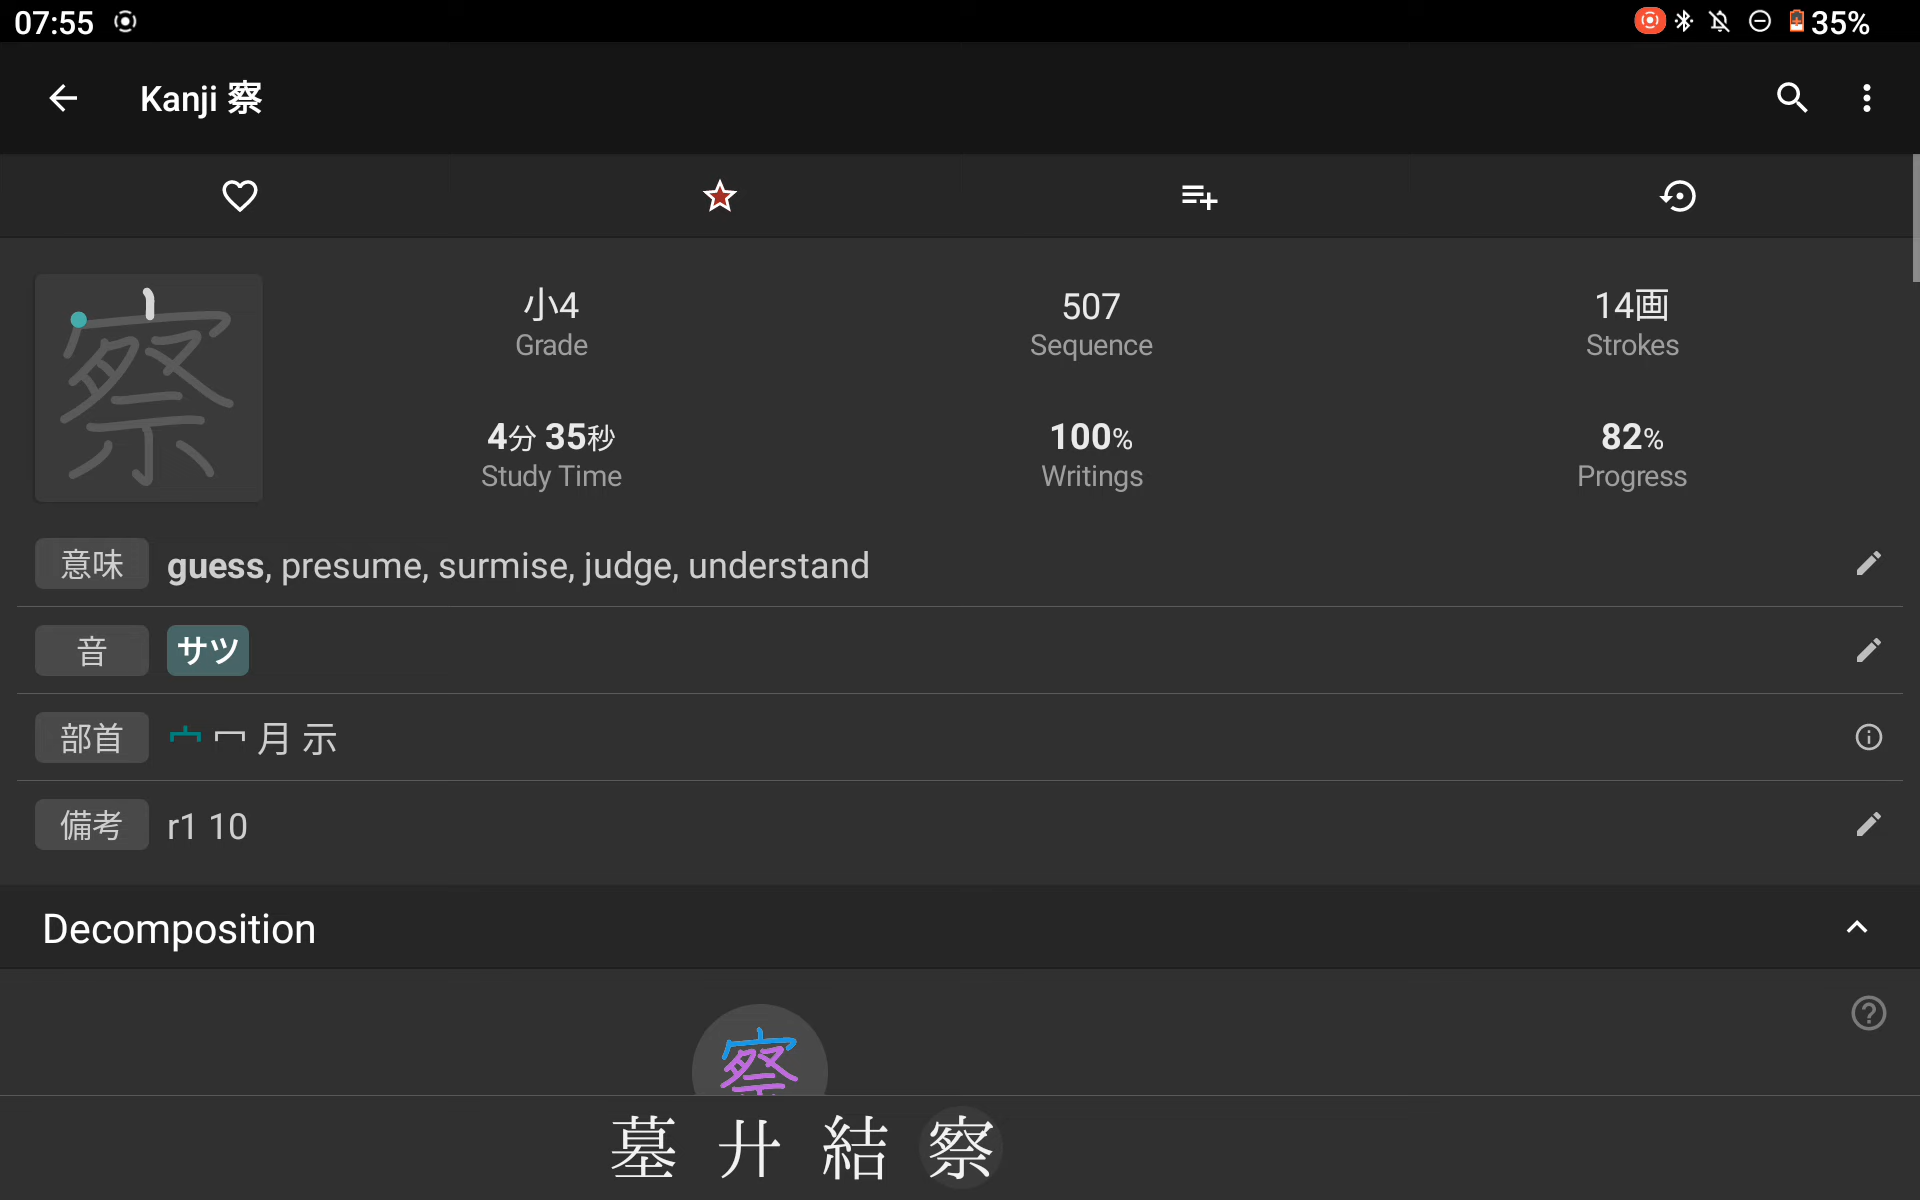 07:55 35%
Kanji 察
察
小4 507 14画
Grade Sequence Strokes
4分 35秒 100% 82%
Study Time Writings Progress
意味 guess, presume, surmise, judge, understand
音 サツ
部首 宀 冖 月 示
備考 r1 10
Decomposition
察
墓 廾 結 察